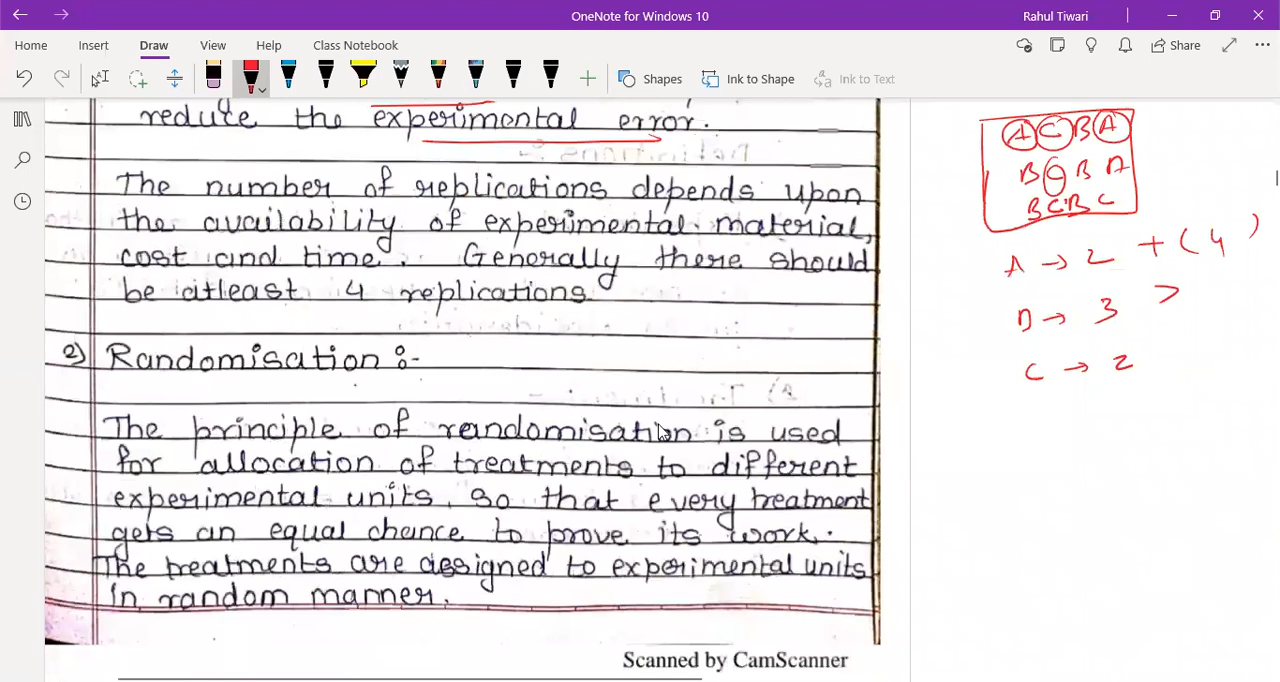 OneNote for Windows 10
Rahul Tiwari
Home Insert Draw View Help Class Notebook
Share
Shapes Ink to Shape Ink to Text
reduce the experimental error.
The number of replications depends upon
the availability of experimental material,
cost and time. Generally there should
be atleast 4 replications
2) Randomisation :-
The principle of randomisation is used
for allocation of treatments to different
experimental units, so that every treatment
gets an equal chance to prove its work.
The treatments are assigned to experimental units
in random manner.
Scanned by CamScanner
A C B A
B C B A
B C B C
A → 2 + ( 4 )
B → 3 >
C → 2